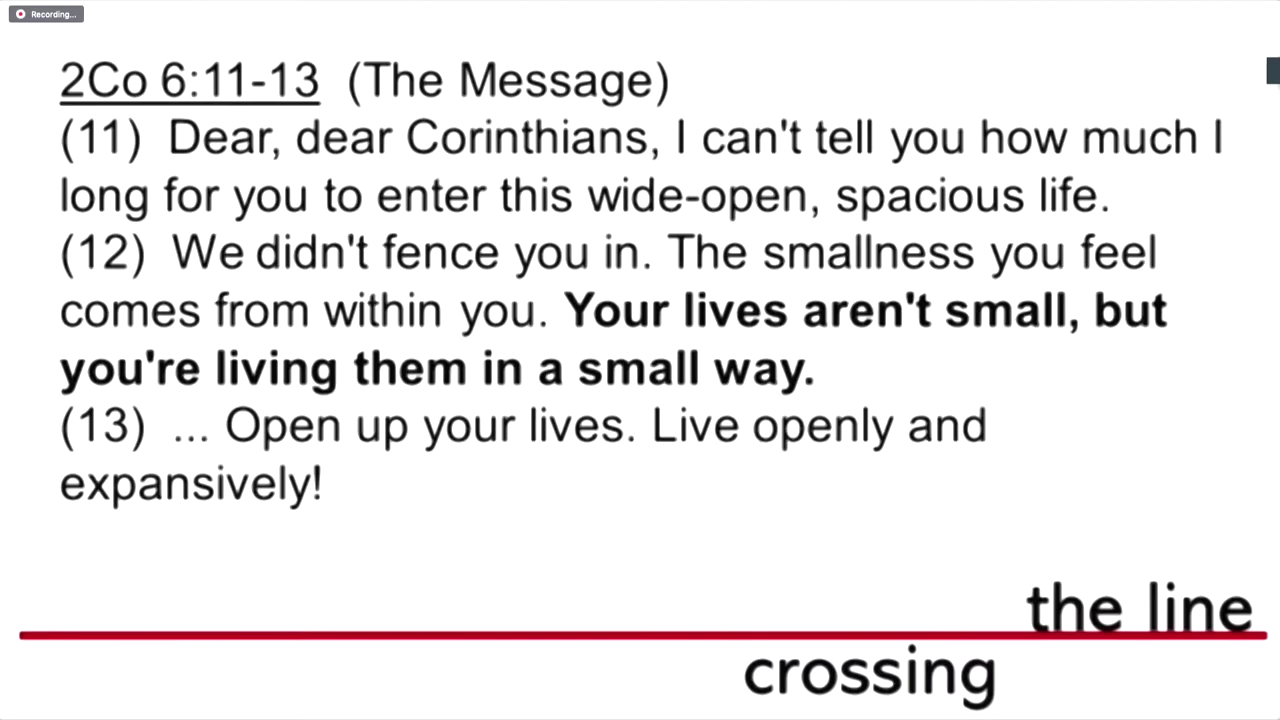 Recording...
2Co 6:11-13 (The Message)
(11) Dear, dear Corinthians, I can't tell you how much I
long for you to enter this wide-open, spacious life.
(12) We didn't fence you in. The smallness you feel
comes from within you. Your lives aren't small, but
you're living them in a small way.
(13) ... Open up your lives. Live openly and
expansively!
the line
crossing